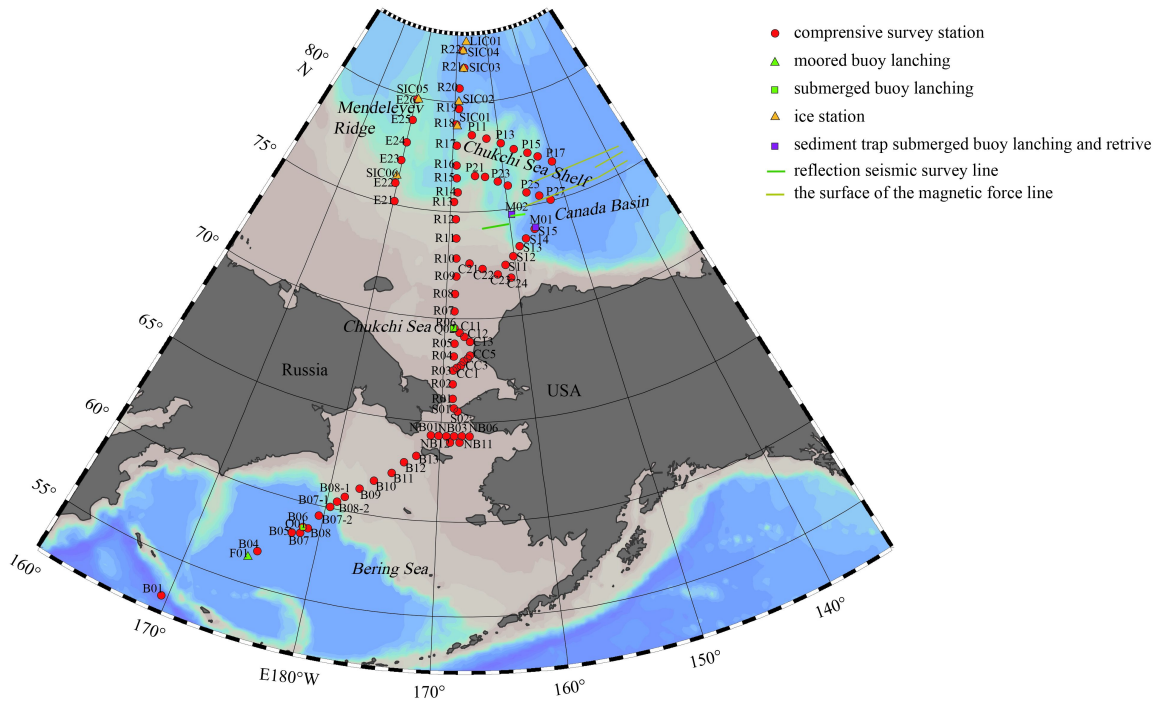 LIC01
R22
SIC04
R21
SIC03
80°
N
R20
SIC05
E26
SIC02
R19
Mendeleyev
Ridge
E25
SIC01
R18
P11
P13
E24
R17
P15
P17
Chukchi Sea Shelf
75°
E23
R16
P21
P23
SIC06
E22
R15
R14
P25
P27
E21
R13
M02
Canada Basin
R12
M01
S15
R11
S14
S13
70°
R10
S12
C21
S11
R09
C22
C23
C24
R08
R07
Chukchi Sea
R06
C11
C12
65°
R05
C13
R04
CC5
Russia
R03
CC3
CC1
R02
USA
R01
S01
S02
60°
NB01
NB03
NB06
NB12
NB11
B13
B12
B11
B10
55°
B08-1
B09
B07-1
B08-2
B06
B07-2
B05
B07
B08
B04
F01
Bering Sea
160°
B01
170°
E180°W
170°
160°
150°
140°
comprensive survey station
moored buoy lanching
submerged buoy lanching
ice station
sediment trap submerged buoy lanching and retrive
reflection seismic survey line
the surface of the magnetic force line